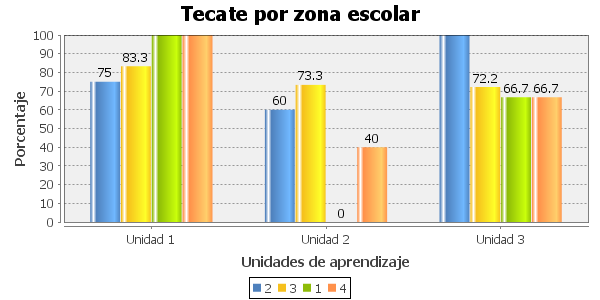 Tecate por zona escolar
Porcentaje
100
90
80
70
60
50
40
30
20
10
0
75
83.3
60
73.3
0
40
72.2
66.7
66.7
Unidad 1
Unidad 2
Unidad 3
Unidades de aprendizaje
2 3 1 4